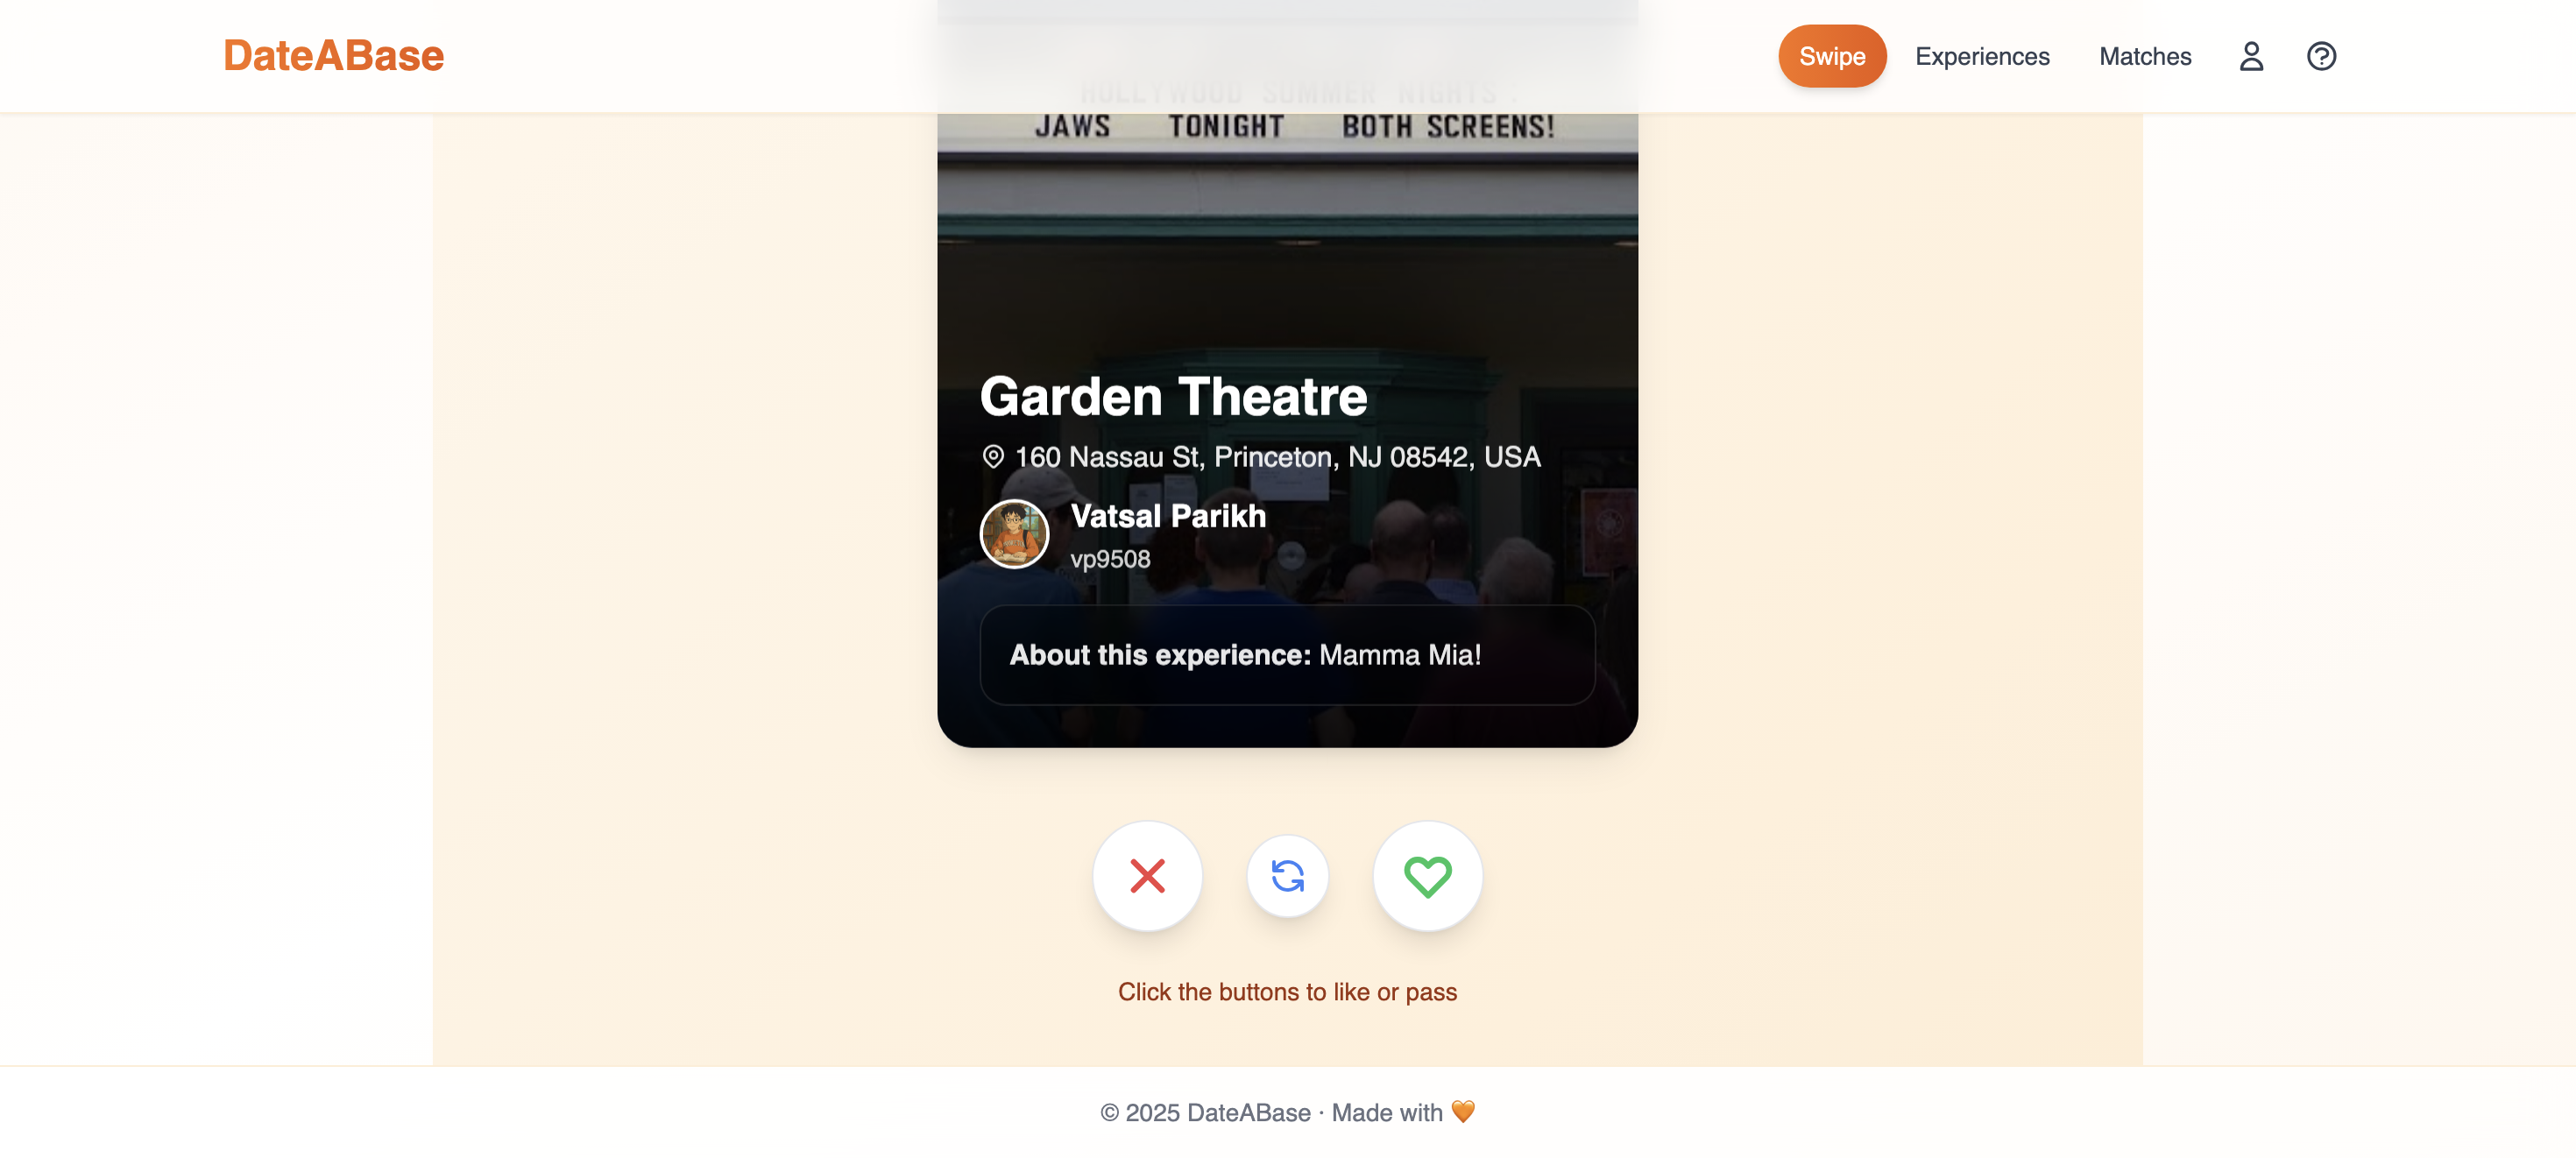 DateABase
Swipe
Experiences
Matches
HOLLYWOOD SUMMER NIGHTS :
JAWS TONIGHT BOTH SCREENS!
Garden Theatre
160 Nassau St, Princeton, NJ 08542, USA
Vatsal Parikh
vp9508
About this experience: Mamma Mia!
Click the buttons to like or pass
© 2025 DateABase · Made with 🧡